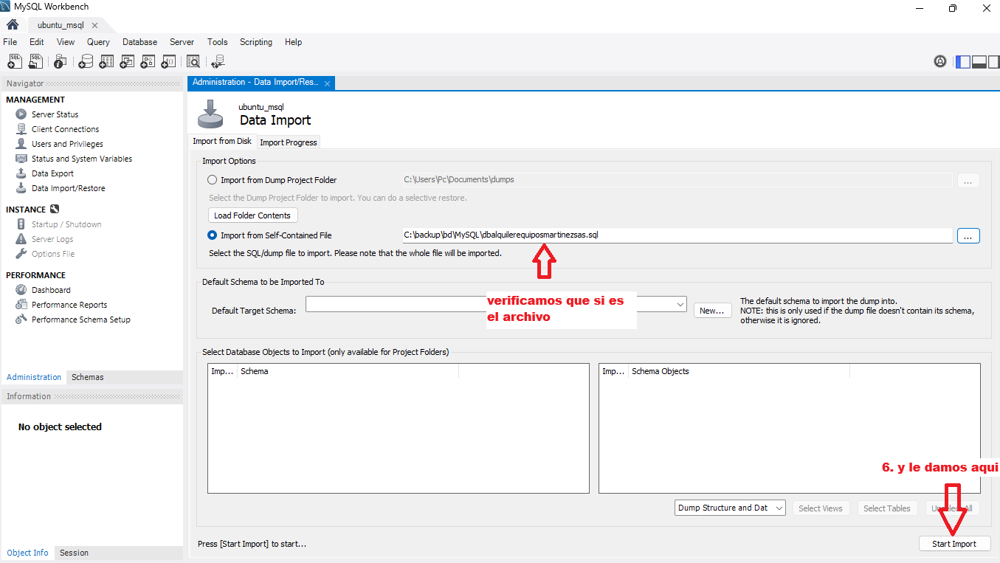 MySQL Workbench
ubuntu_msql
File Edit View Query Database Server Tools Scripting Help
Navigator
MANAGEMENT
Server Status
Client Connections
Users and Privileges
Status and System Variables
Data Export
Data Import/Restore
INSTANCE
Startup / Shutdown
Server Logs
Options File
PERFORMANCE
Dashboard
Performance Reports
Performance Schema Setup
Administration Schemas
Information
No object selected
Object Info Session
Administration - Data Import/Res...
ubuntu_msql
Data Import
Import from Disk Import Progress
Import Options
Import from Dump Project Folder C:\Users\Pc\Documents\dumps ...
Select the Dump Project Folder to import. You can do a selective restore.
Load Folder Contents
Import from Self-Contained File C:\backup\bd\MySQL\dbalquilerequiposmartinezsas.sql ...
Select the SQL/dump file to import. Please note that the whole file will be imported.
Default Schema to be Imported To
Default Target Schema: New...
verificamos que si es
el archivo
The default schema to import the dump into.
NOTE: this is only used if the dump file doesn't contain its schema,
otherwise it is ignored.
Select Database Objects to Import (only available for Project Folders)
Imp... Schema
Imp... Schema Objects
6. y le damos aqui
Dump Structure and Dat Select Views Select Tables All
Press [Start Import] to start...
Start Import